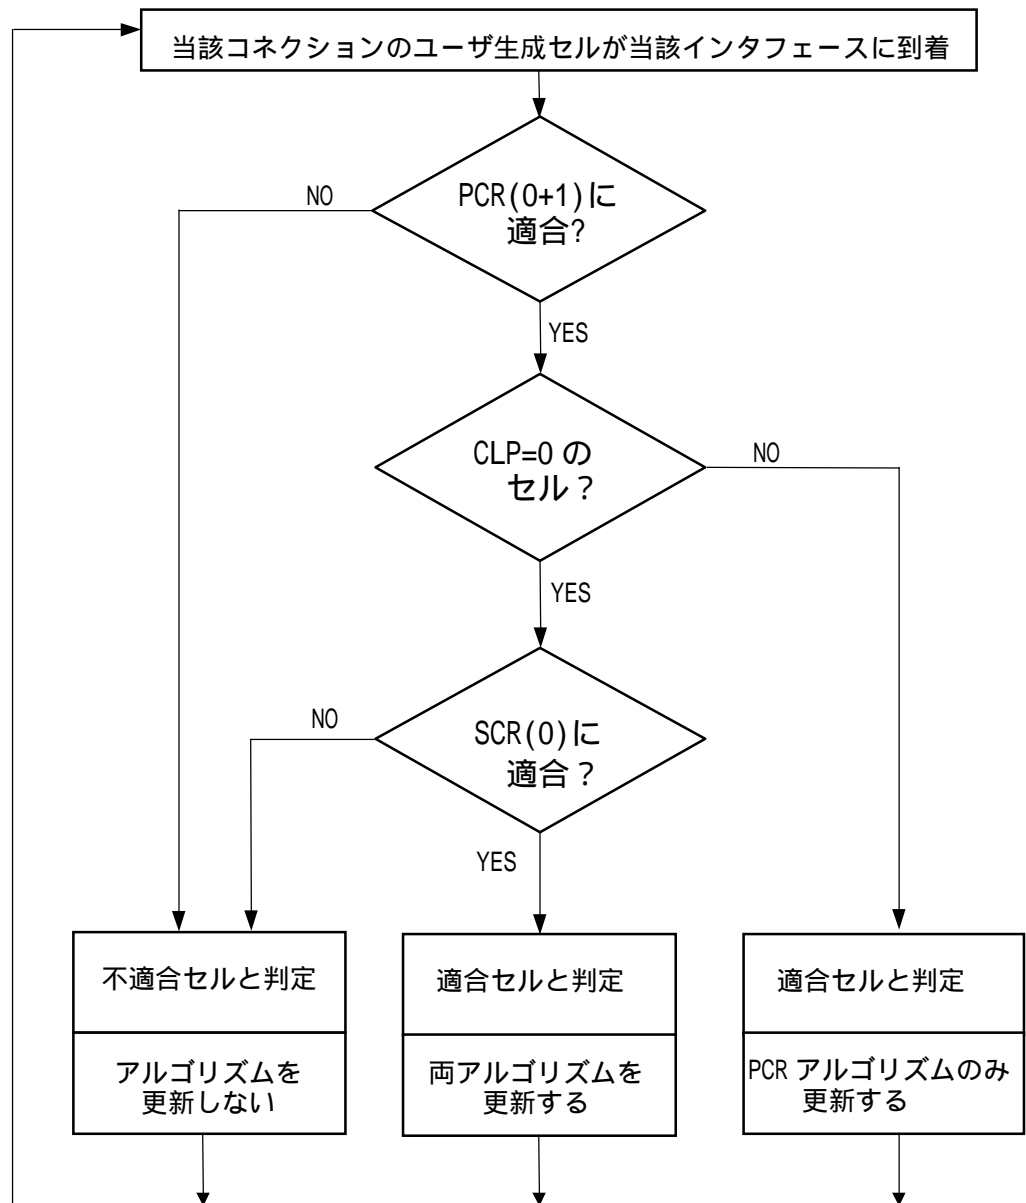 当該コネクションのユーザ生成セルが当該インタフェースに到着
NO
PCR(0+1)に
適合?
YES
CLP=0 の
セル？
NO
YES
NO
SCR(0)に
適合？
YES
不適合セルと判定
適合セルと判定
適合セルと判定
アルゴリズムを
更新しない
両アルゴリズムを
更新する
PCR アルゴリズムのみ
更新する